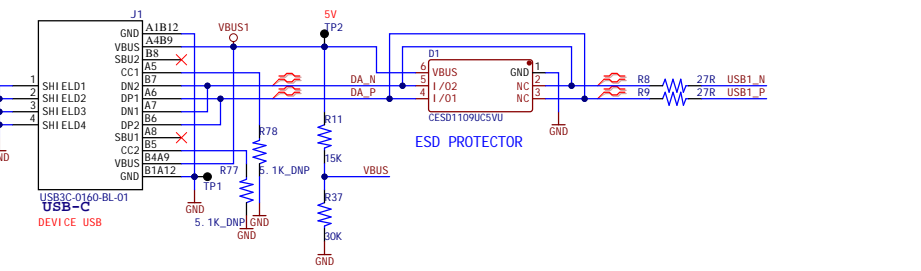 J1
5V
VBUS1
TP2
GND A1B12
VBUS A4B9
SBU2 B8
CC1 A5
1 SHIELD1 DN2 B7
2 SHIELD2 DP1 A6
3 SHIELD3 DN1 A7
4 SHIELD4 DP2 B6
SBU1 A8
CC2 B5
VBUS B4A9
GND B1A12
USB3C-0160-BL-01
USB-C
DEVICE USB
ND
GND
TP1
R77
5.1K_DNP
GND
R78
5.1K_DNP
GND
R11
15K
VBUS
R37
30K
GND
DA_N
DA_P
D1
6 VBUS GND 1
5 I/O2 NC 2
4 I/O1 NC 3
CESD1109UC5VU
GND
ESD PROTECTOR
R8 27R USB1_N
R9 27R USB1_P